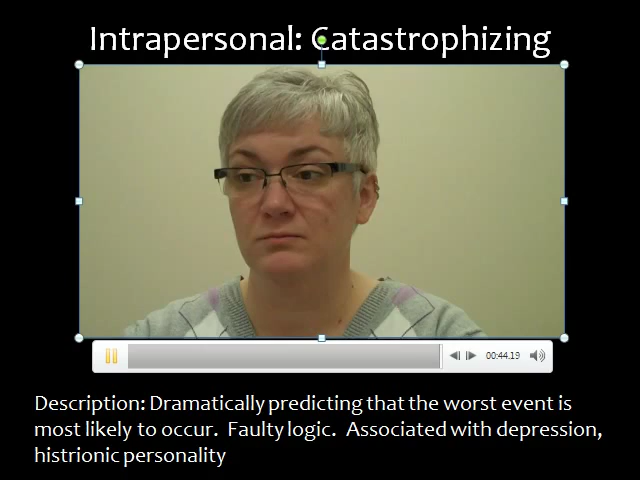 Intrapersonal: Catastrophizing
00:44.19
Description: Dramatically predicting that the worst event is
most likely to occur.  Faulty logic.  Associated with depression,
histrionic personality